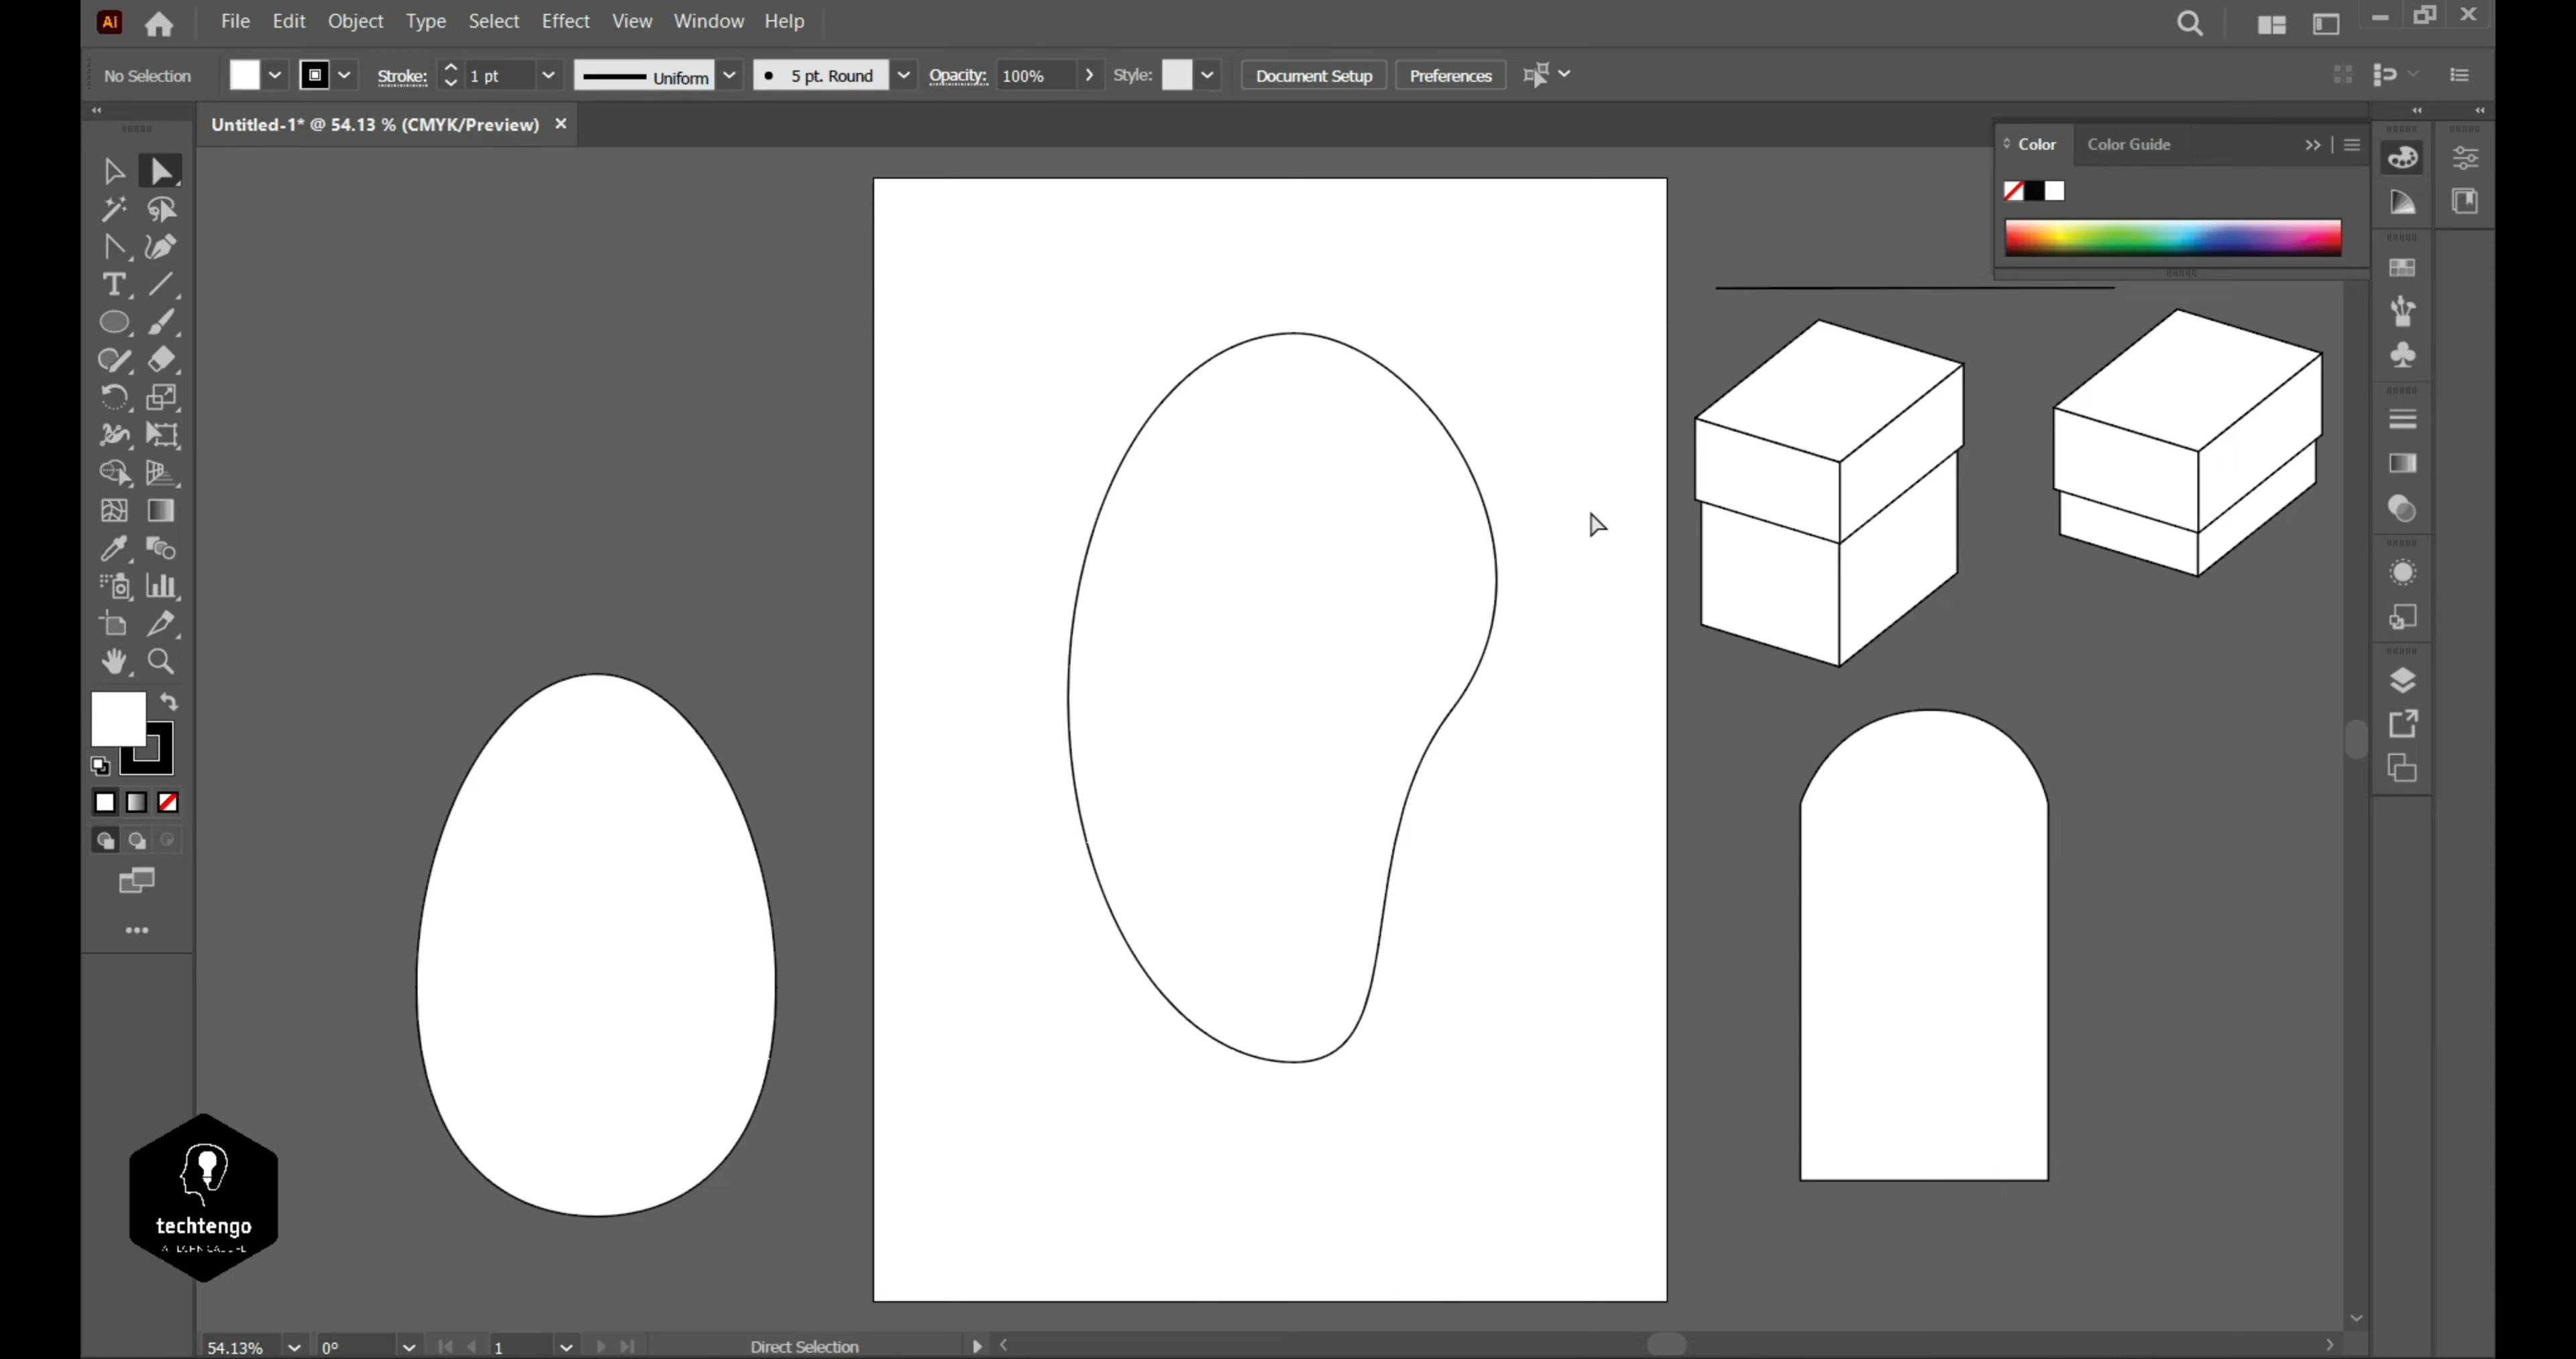 Ai File Edit Object Type Select Effect View Window Help
No Selection Stroke: 1 pt Uniform 5 pt. Round Opacity: 100% Style: Document Setup Preferences
Untitled-1* @ 54.13 % (CMYK/Preview)
Color Color Guide
techtengo
54.13% 0° 1 Direct Selection